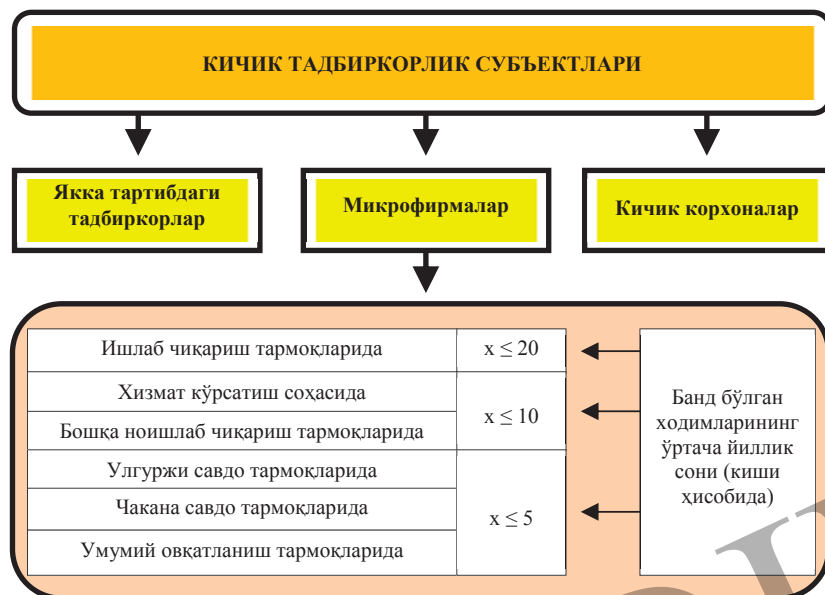 КИЧИК ТАДБИРКОРЛИК СУБЪЕКТЛАРИ
Якка тартибдаги
тадбиркорлар
Микрофирмалар
Кичик корхоналар
Ишлаб чиқариш тармоқларида
x ≤ 20
Хизмат кўрсатиш соҳасида
Бошқа ноишлаб чиқариш тармоқларида
x ≤ 10
Улгуржи савдо тармоқларида
Чакана савдо тармоқларида
Умумий овқатланиш тармоқларида
x ≤ 5
Банд бўлган
ходимларининг
ўртача йиллик
сони (киши
ҳисобида)